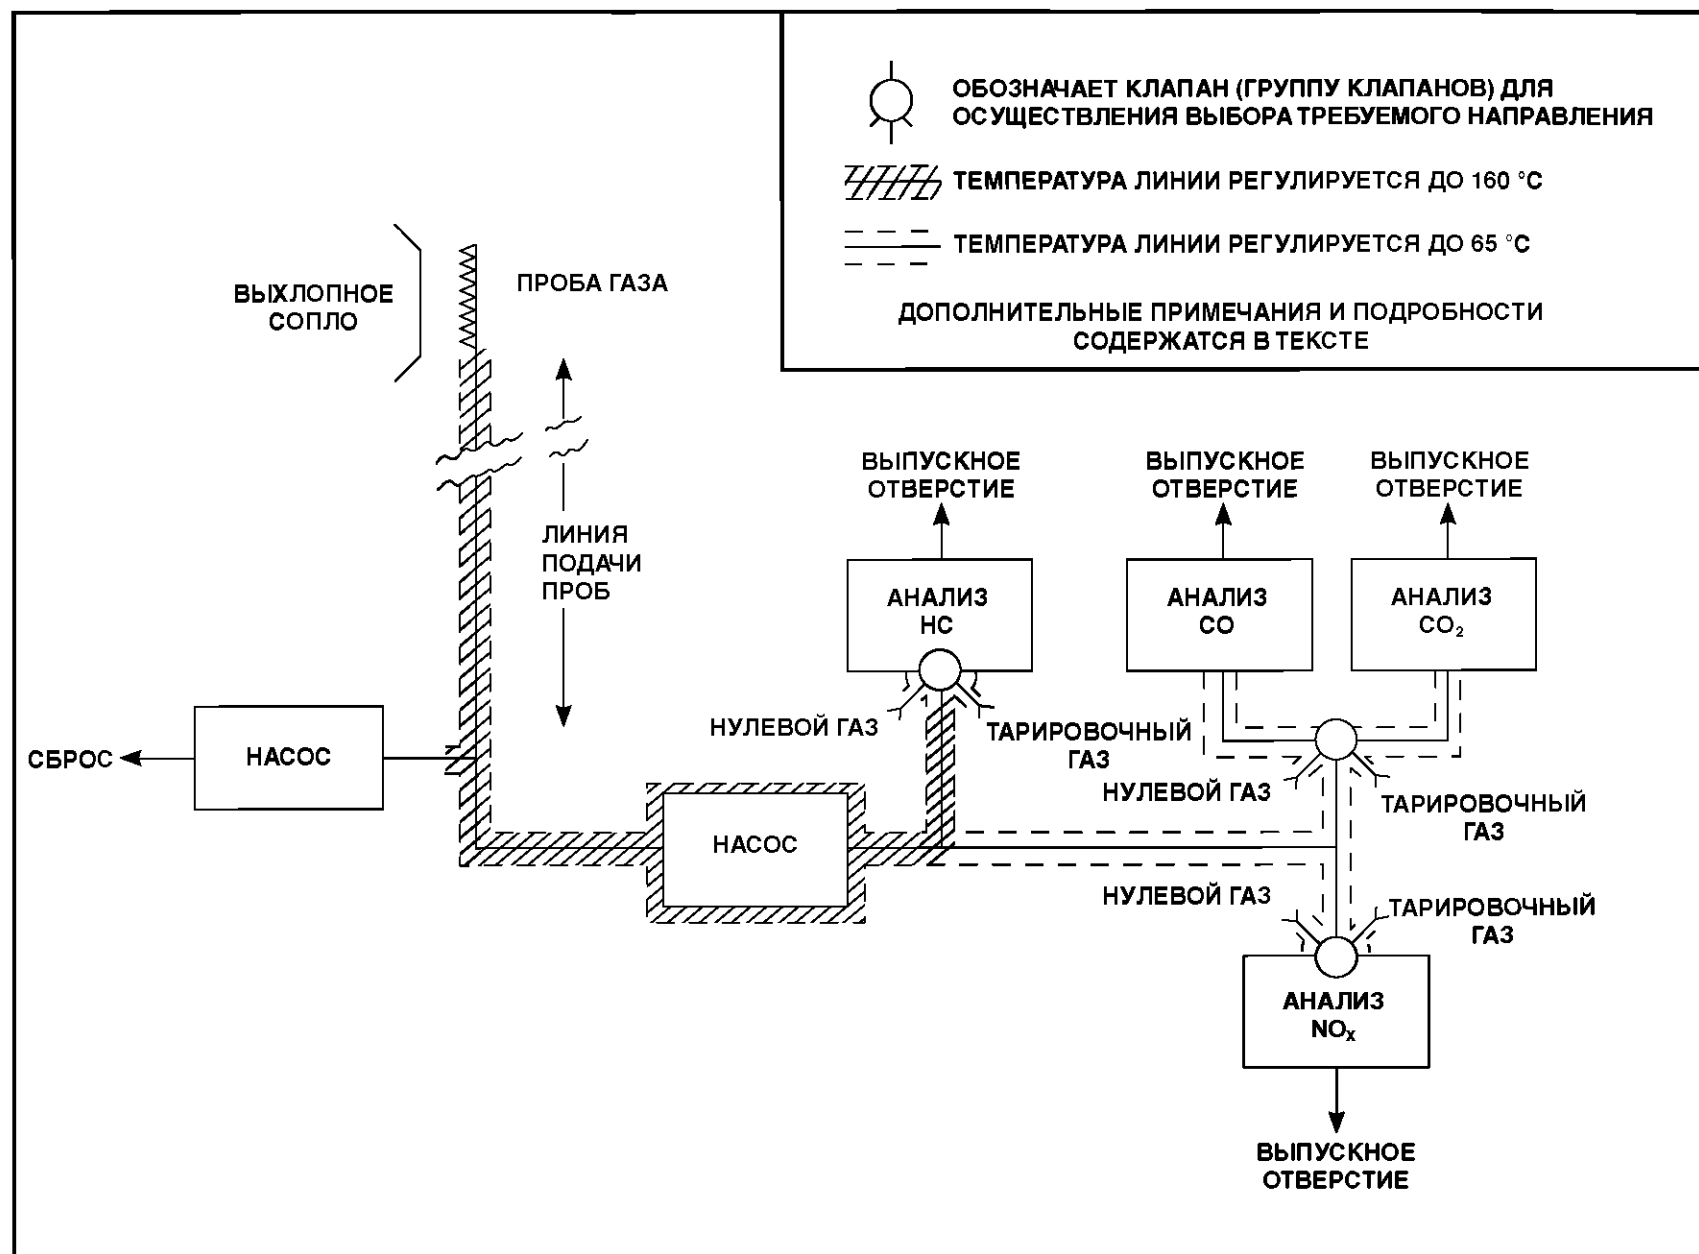 ОБОЗНАЧАЕТ КЛАПАН (ГРУППУ КЛАПАНОВ) ДЛЯ
ОСУЩЕСТВЛЕНИЯ ВЫБОРА ТРЕБУЕМОГО НАПРАВЛЕНИЯ
ТЕМПЕРАТУРА ЛИНИИ РЕГУЛИРУЕТСЯ ДО 160 °C
ТЕМПЕРАТУРА ЛИНИИ РЕГУЛИРУЕТСЯ ДО 65 °C
ДОПОЛНИТЕЛЬНЫЕ ПРИМЕЧАНИЯ И ПОДРОБНОСТИ
СОДЕРЖАТСЯ В ТЕКСТЕ
ВЫХЛОПНОЕ
СОПЛО
ПРОБА ГАЗА
ЛИНИЯ
ПОДАЧИ
ПРОБ
ВЫПУСКНОЕ
ОТВЕРСТИЕ
ВЫПУСКНОЕ
ОТВЕРСТИЕ
ВЫПУСКНОЕ
ОТВЕРСТИЕ
АНАЛИЗ
HC
АНАЛИЗ
CO
АНАЛИЗ
CO₂
НУЛЕВОЙ ГАЗ
ТАРИРОВОЧНЫЙ
ГАЗ
СБРОС
НАСОС
НАСОС
НУЛЕВОЙ ГАЗ
ТАРИРОВОЧНЫЙ
ГАЗ
НУЛЕВОЙ ГАЗ
ТАРИРОВОЧНЫЙ
ГАЗ
АНАЛИЗ
NOₓ
ВЫПУСКНОЕ
ОТВЕРСТИЕ